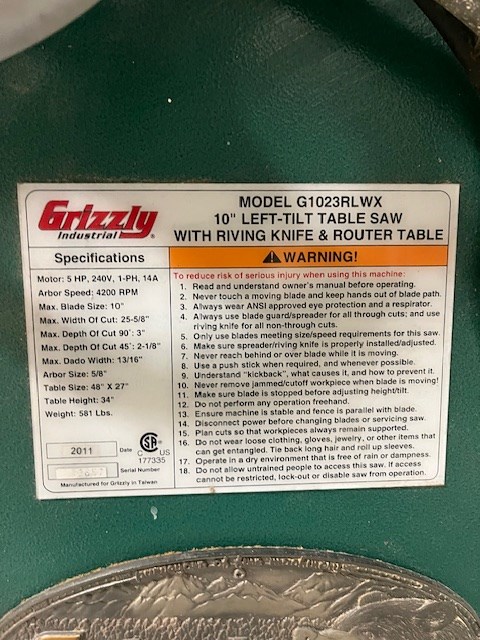 Grizzly
Industrial ®
MODEL G1023RLWX
10" LEFT-TILT TABLE SAW
WITH RIVING KNIFE & ROUTER TABLE
Specifications
Motor: 5 HP, 240V, 1-PH, 14A
Arbor Speed: 4200 RPM
Max. Blade Size: 10"
Max. Width Of Cut: 25-5/8"
Max. Depth Of Cut 90˚: 3"
Max. Depth Of Cut 45˚: 2-1/8"
Max. Dado Width: 13/16"
Arbor Size: 5/8"
Table Size: 48" X 27"
Table Height: 34"
Weight: 581 Lbs.
2011 Date
Serial Number
C SA US
177335
Manufactured for Grizzly in Taiwan
WARNING!
To reduce risk of serious injury when using this machine:
1. Read and understand owner's manual before operating.
2. Never touch a moving blade and keep hands out of blade path.
3. Always wear ANSI approved eye protection and a respirator.
4. Always use blade guard/spreader for all through cuts; and use
riving knife for all non-through cuts.
5. Only use blades meeting size/speed requirements for this saw.
6. Make sure spreader/riving knife is properly installed/adjusted.
7. Never reach behind or over blade while it is moving.
8. Use a push stick when required, and whenever possible.
9. Understand "kickback", what causes it, and how to prevent it.
10. Never remove jammed/cutoff workpiece when blade is moving!
11. Make sure blade is stopped before adjusting height/tilt.
12. Do not perform any operation freehand.
13. Ensure machine is stable and fence is parallel with blade.
14. Disconnect power before changing blades or servicing saw.
15. Plan cuts so that workpieces always remain supported.
16. Do not wear loose clothing, gloves, jewelry, or other items that
can get entangled. Tie back long hair and roll up sleeves.
17. Operate in a dry environment that is free of rain or dampness.
18. Do not allow untrained people to access this saw. If access
cannot be restricted, lock-out or disable saw from operation.